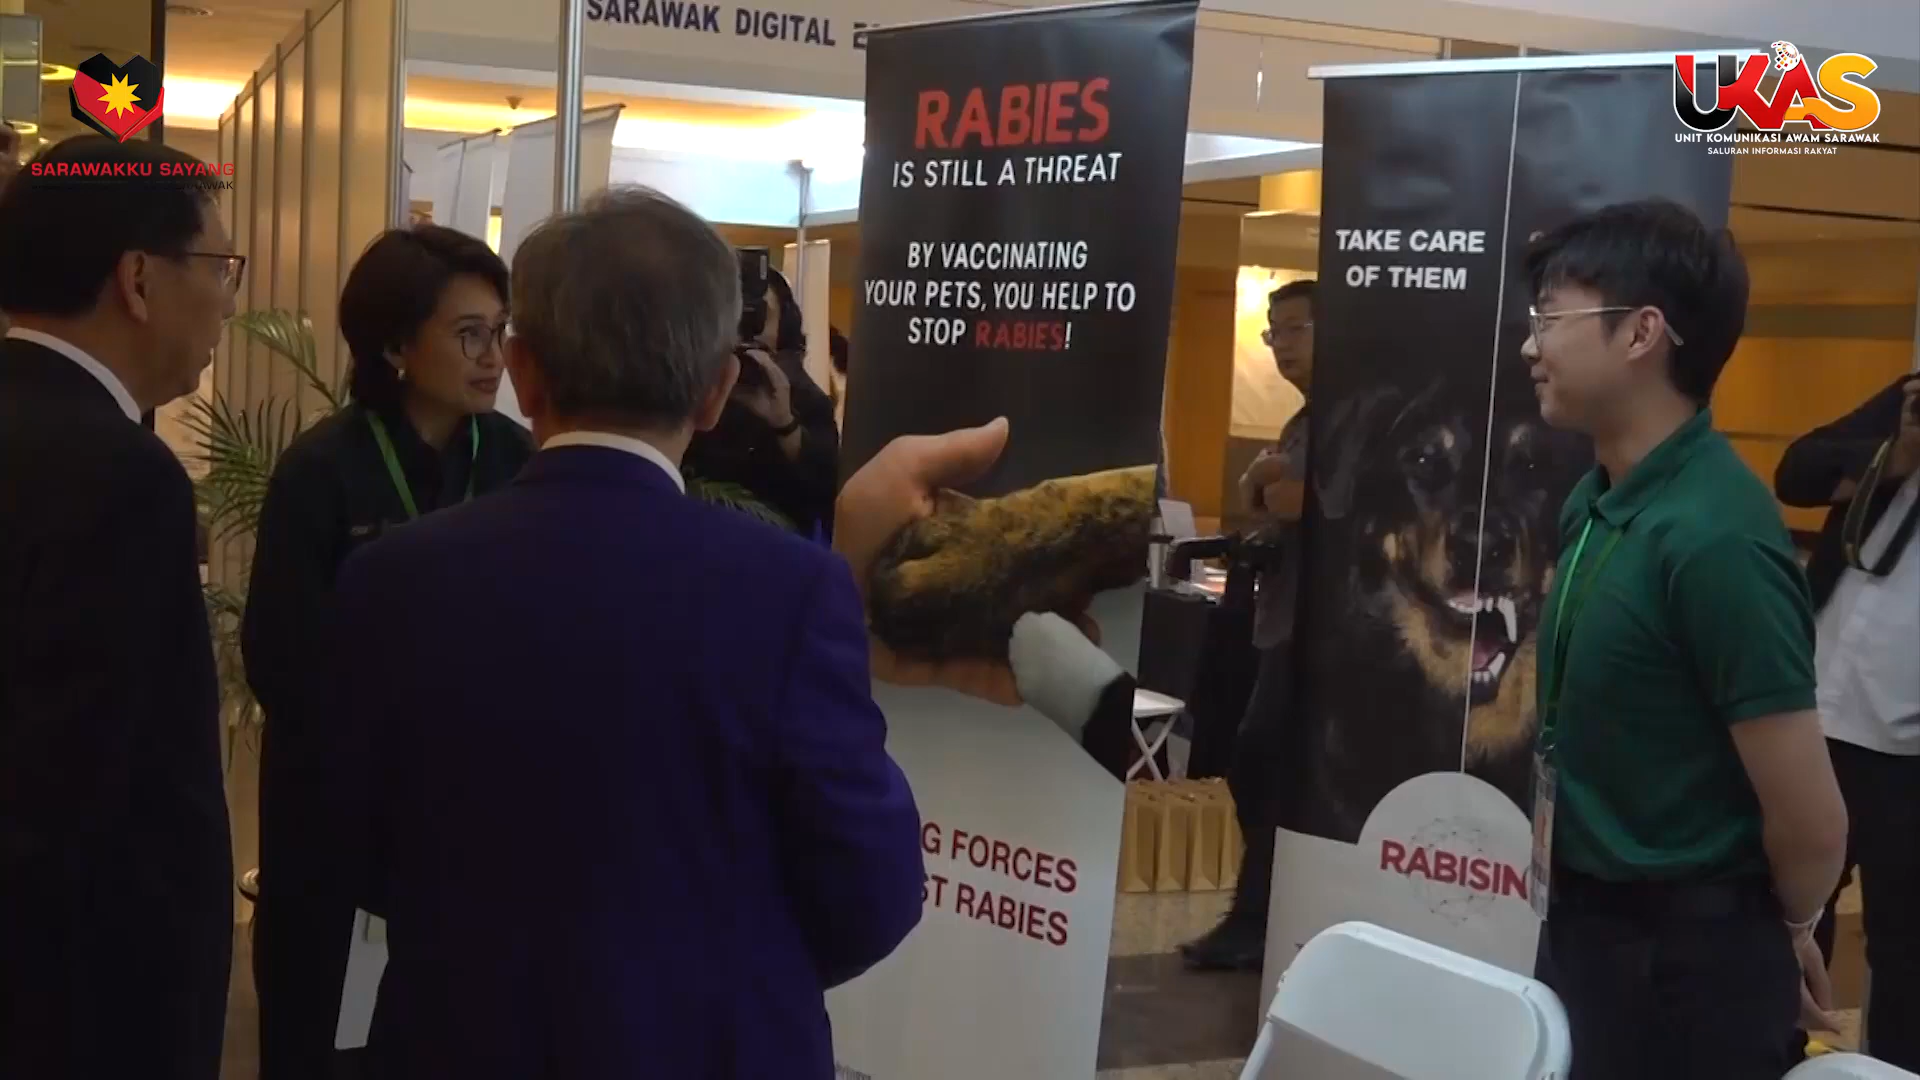 SARAWAK DIGITAL
SARAWAKKU SAYANG
UKAS
UNIT KOMUNIKASI AWAM SARAWAK
SALURAN INFORMASI RAKYAT
RABIES
IS STILL A THREAT
BY VACCINATING
YOUR PETS, YOU HELP TO
STOP RABIES!
G FORCES
ST RABIES
TAKE CARE
OF THEM
RABISIN